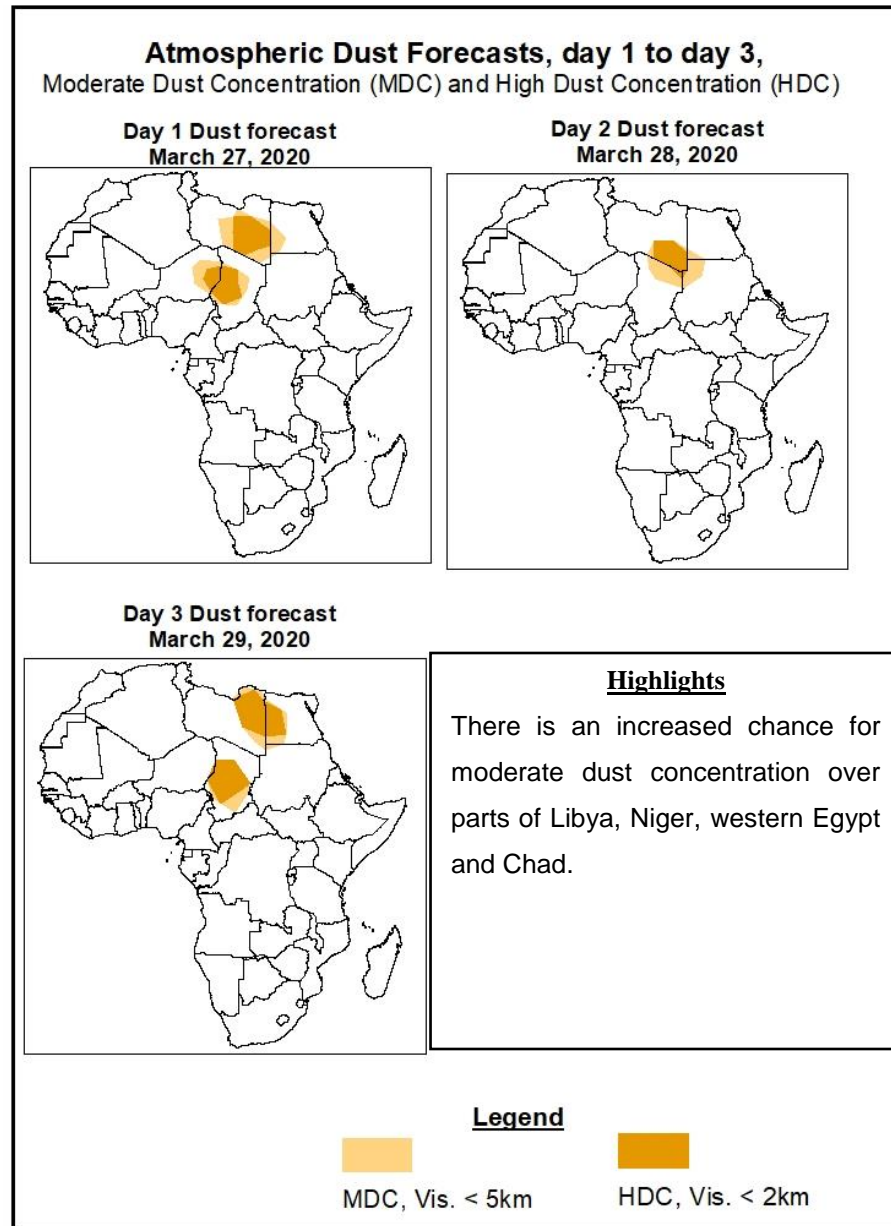 Atmospheric Dust Forecasts, day 1 to day 3,
Moderate Dust Concentration (MDC) and High Dust Concentration (HDC)
Day 1 Dust forecast
March 27, 2020
Day 2 Dust forecast
March 28, 2020
Day 3 Dust forecast
March 29, 2020
Highlights
There is an increased chance for
moderate dust concentration over
parts of Libya, Niger, western Egypt
and Chad.
Legend
MDC, Vis. < 5km
HDC, Vis. < 2km